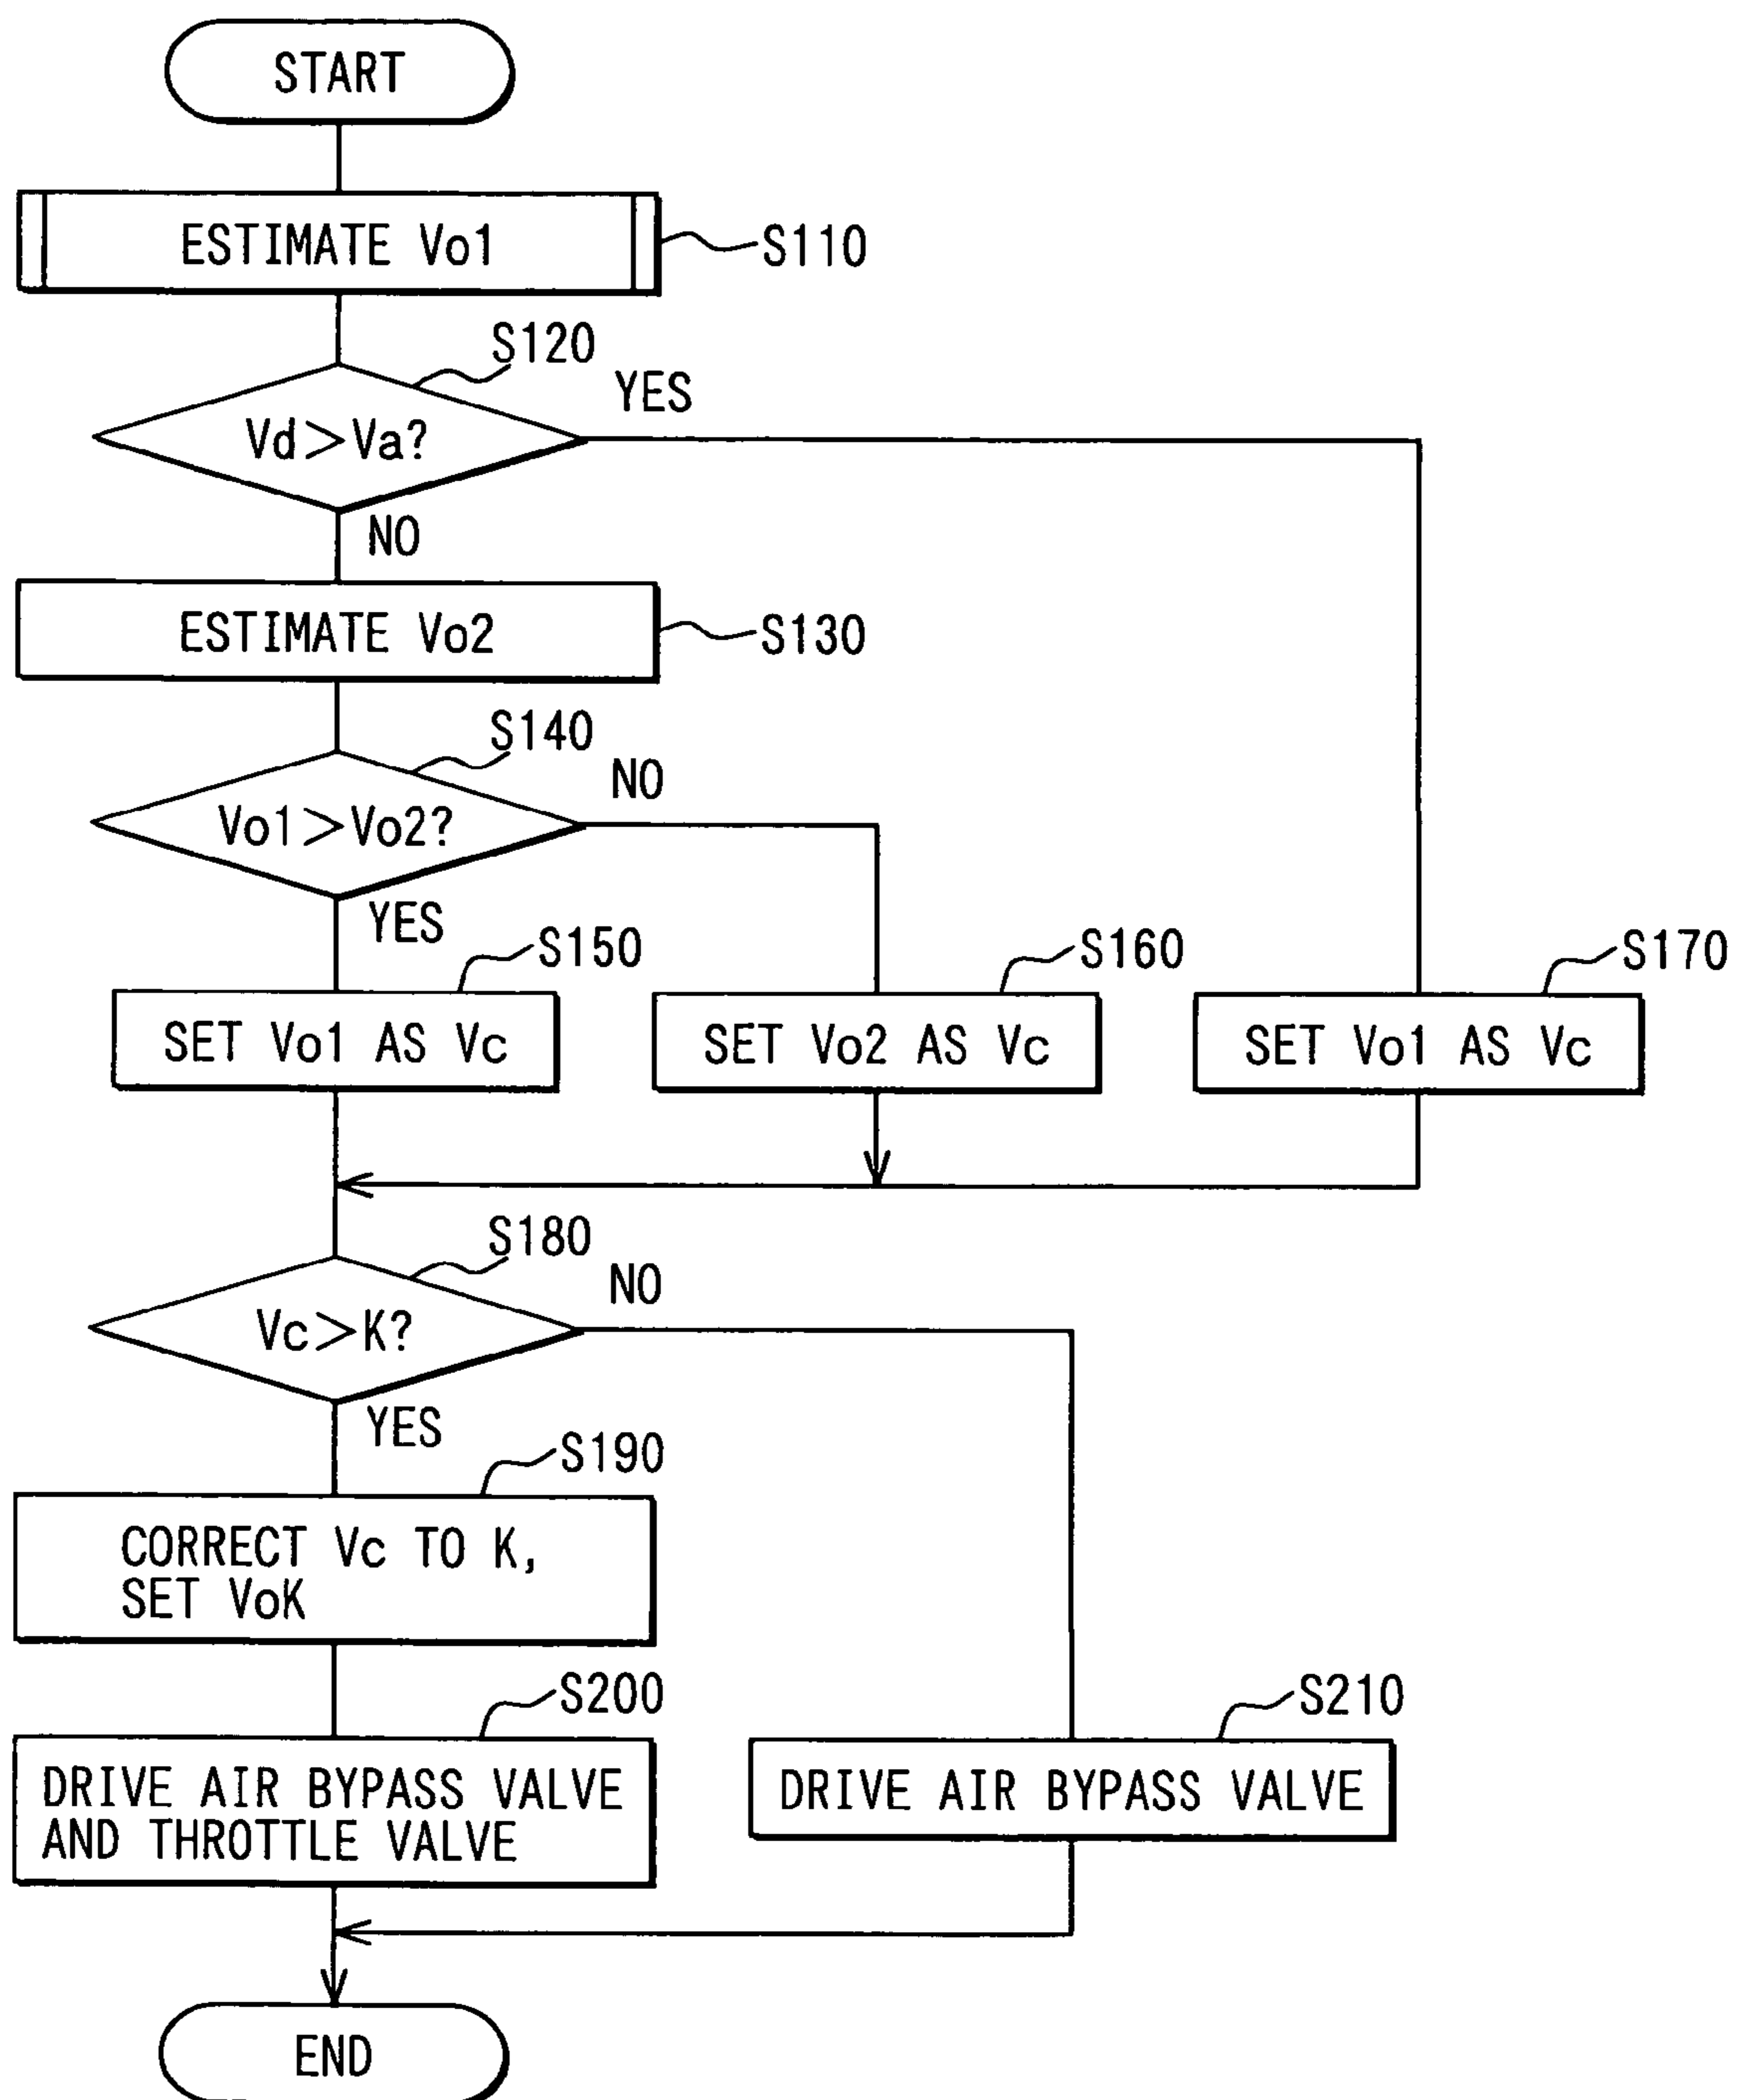 START
ESTIMATE Vo1
S110
S120
YES
Vd>Va?
NO
ESTIMATE Vo2
S130
S140
NO
Vo1>Vo2?
YES
S150
S160
S170
SET Vo1 AS Vc
SET Vo2 AS Vc
SET Vo1 AS Vc
S180
NO
Vc>K?
YES
S190
CORRECT Vc TO K,
SET VoK
S200
S210
DRIVE AIR BYPASS VALVE
AND THROTTLE VALVE
DRIVE AIR BYPASS VALVE
END